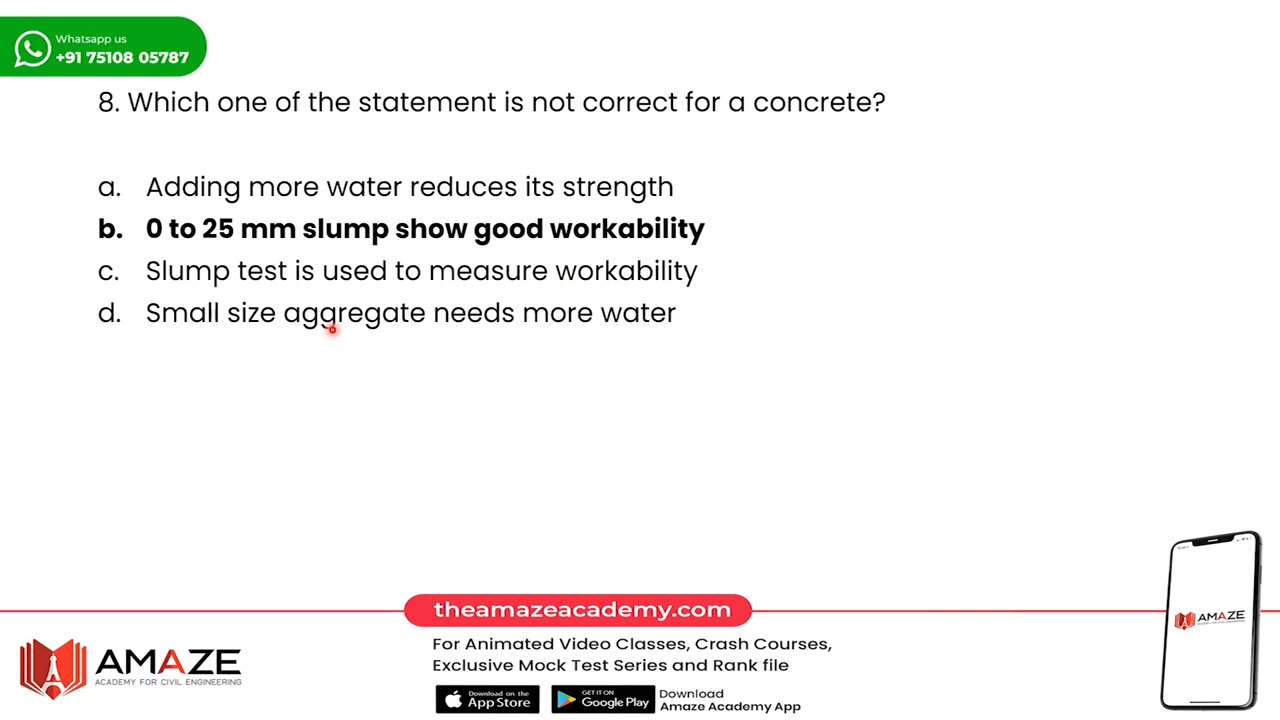 Whatsapp us
+91 75108 05787
8. Which one of the statement is not correct for a concrete?
a. Adding more water reduces its strength
b. 0 to 25 mm slump show good workability
c. Slump test is used to measure workability
d. Small size aggregate needs more water
theamazeacademy.com
AMAZE
ACADEMY FOR CIVIL ENGINEERING
For Animated Video Classes, Crash Courses,
Exclusive Mock Test Series and Rank file
Download on the
App Store
GET IT ON
Google Play
Download
Amaze Academy App
AMAZE